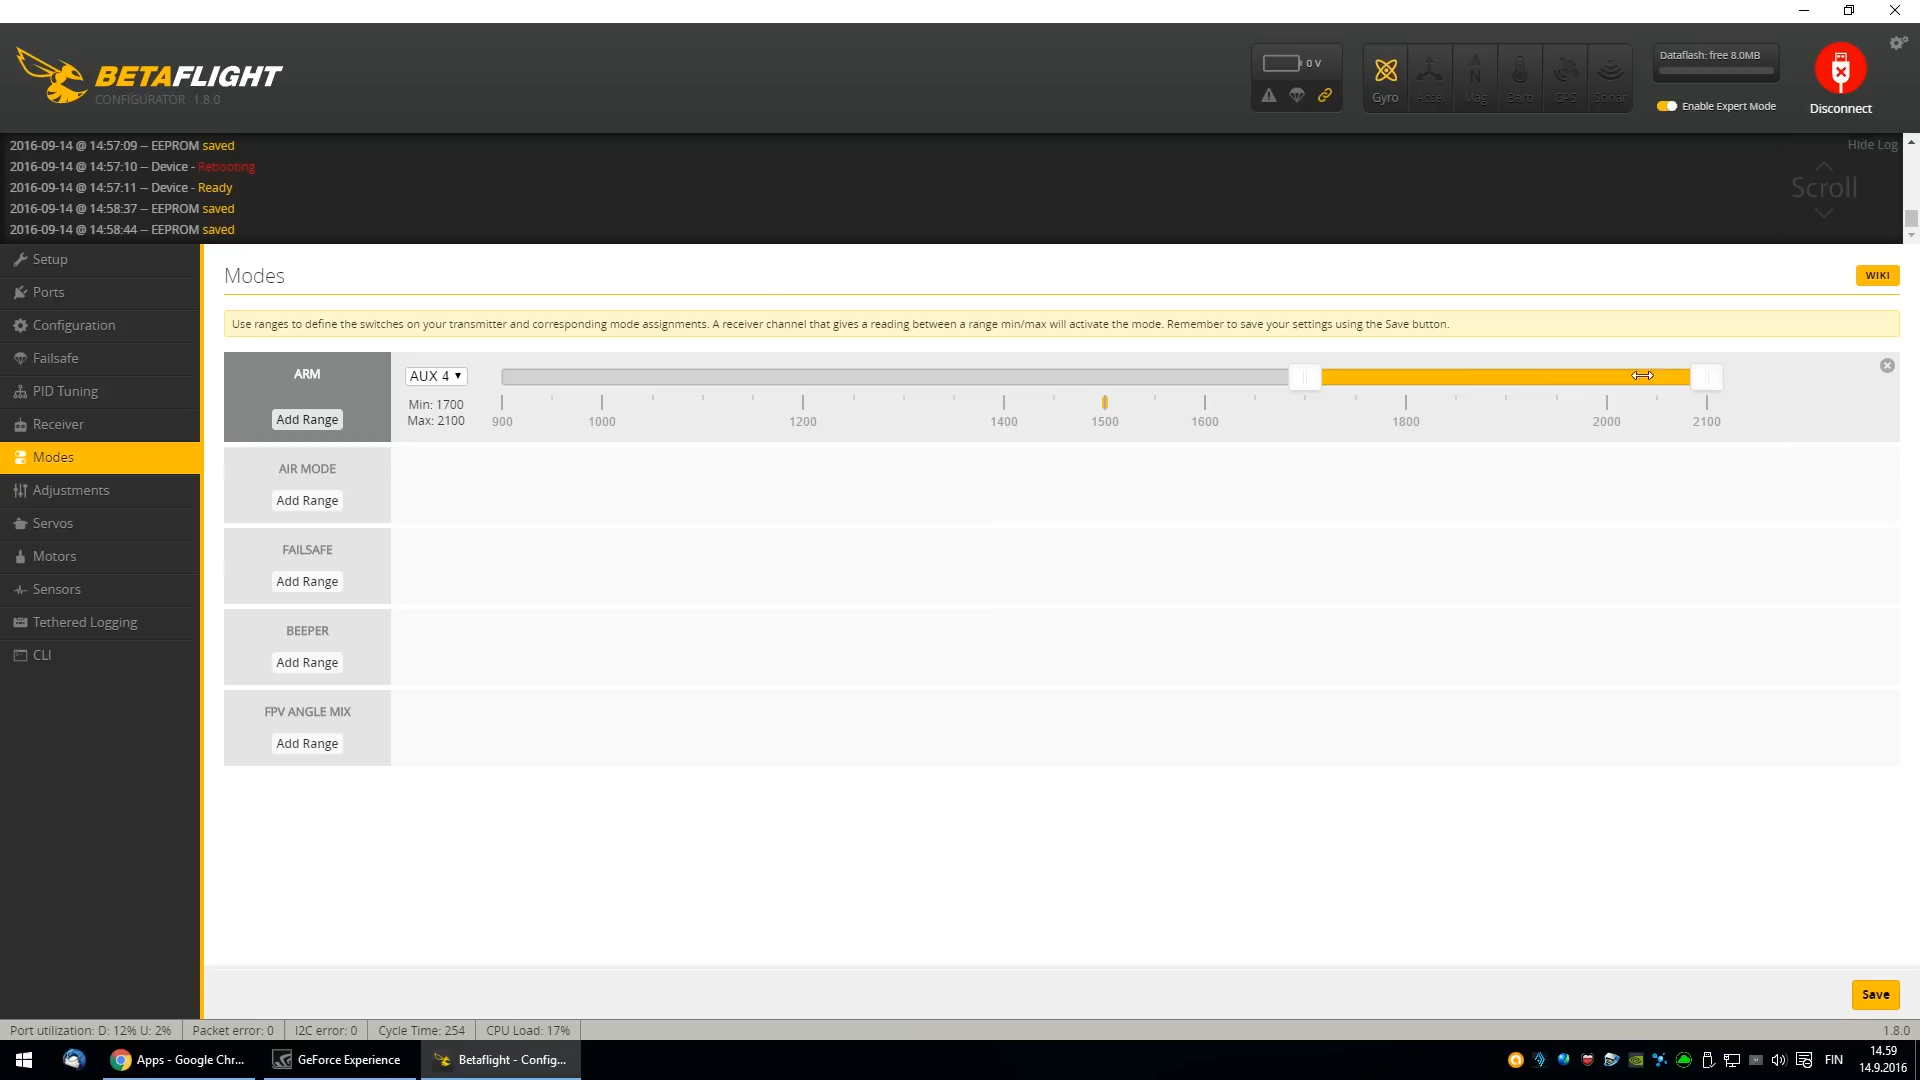 BETAFLIGHT
CONFIGURATOR 1.8.0
0 V
Gyro
Accel
Mag
Baro
GPS
Sonar
Dataflash: free 8.0MB
Enable Expert Mode
Disconnect
2016-09-14 @ 14:57:09 -- EEPROM saved
2016-09-14 @ 14:57:10 -- Device - Rebooting
2016-09-14 @ 14:57:11 -- Device - Ready
2016-09-14 @ 14:58:37 -- EEPROM saved
2016-09-14 @ 14:58:44 -- EEPROM saved
Hide Log
Scroll
Setup
Ports
Configuration
Failsafe
PID Tuning
Receiver
Modes
Adjustments
Servos
Motors
Sensors
Tethered Logging
CLI
Modes
WIKI
Use ranges to define the switches on your transmitter and corresponding mode assignments. A receiver channel that gives a reading between a range min/max will activate the mode. Remember to save your settings using the Save button.
ARM
Add Range
AUX 4
Min: 1700
Max: 2100
900 1000 1200 1400 1500 1600 1800 2000 2100
AIR MODE
Add Range
FAILSAFE
Add Range
BEEPER
Add Range
FPV ANGLE MIX
Add Range
Save
Port utilization: D: 12% U: 2% Packet error: 0 I2C error: 0 Cycle Time: 254 CPU Load: 17% 1.8.0
Apps - Google Chr...
GeForce Experience
Betaflight - Config...
FIN
14.59
14.9.2016